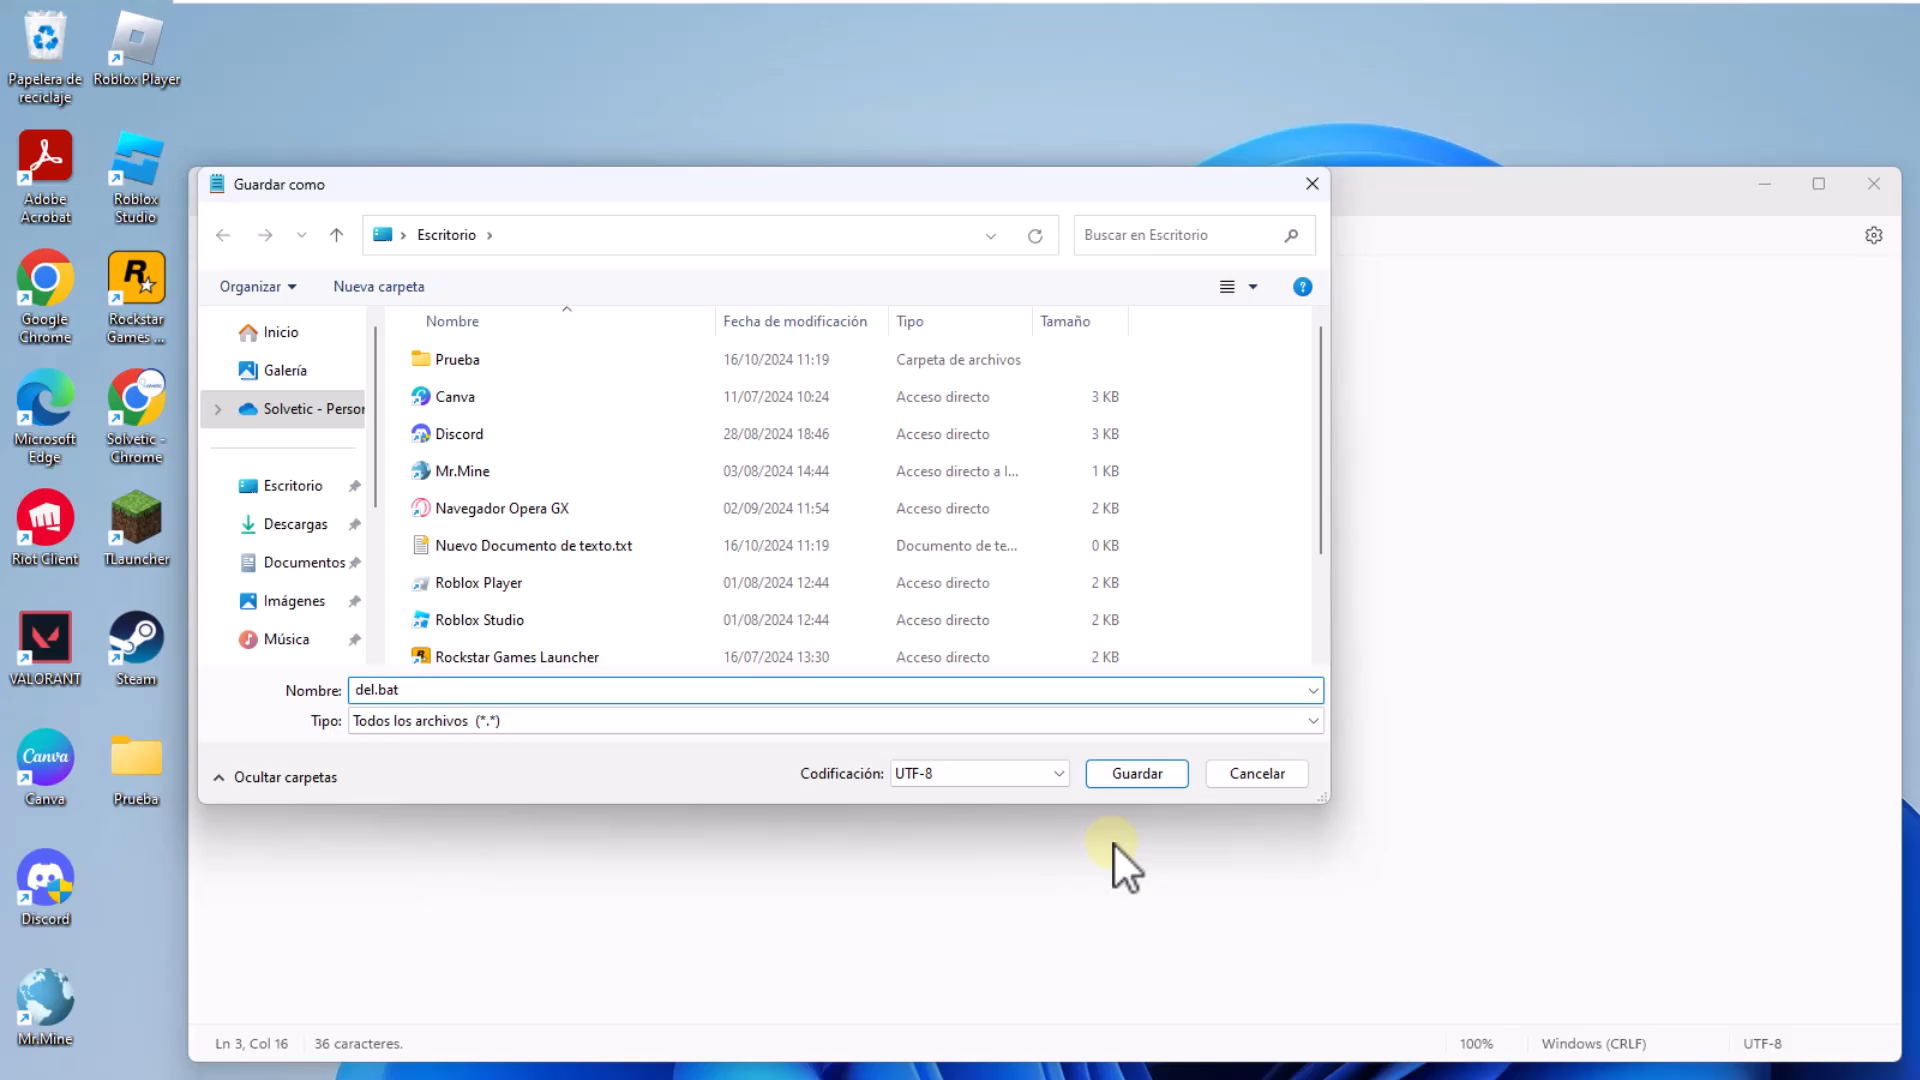 Papelera de
reciclaje
Roblox Player
Adobe
Acrobat
Roblox
Studio
Google
Chrome
Rockstar
Games ...
Microsoft
Edge
Solvetic -
Chrome
Riot Client
TLauncher
VALORANT
Steam
Canva
Canva
Prueba
Discord
Mr.Mine
Guardar como
Escritorio
Buscar en Escritorio
Organizar
Nueva carpeta
?
Inicio
Galería
Solvetic - Persor
Escritorio
Descargas
Documentos
Imágenes
Música
Nombre Fecha de modificación Tipo Tamaño
Prueba 16/10/2024 11:19 Carpeta de archivos
Canva 11/07/2024 10:24 Acceso directo 3 KB
Discord 28/08/2024 18:46 Acceso directo 3 KB
Mr.Mine 03/08/2024 14:44 Acceso directo a l... 1 KB
Navegador Opera GX 02/09/2024 11:54 Acceso directo 2 KB
Nuevo Documento de texto.txt 16/10/2024 11:19 Documento de te... 0 KB
Roblox Player 01/08/2024 12:44 Acceso directo 2 KB
Roblox Studio 01/08/2024 12:44 Acceso directo 2 KB
Rockstar Games Launcher 16/07/2024 13:30 Acceso directo 2 KB
Nombre: del.bat
Tipo: Todos los archivos (*.*)
Ocultar carpetas
Codificación: UTF-8
Guardar
Cancelar
Ln 3, Col 16 36 caracteres. 100% Windows (CRLF) UTF-8